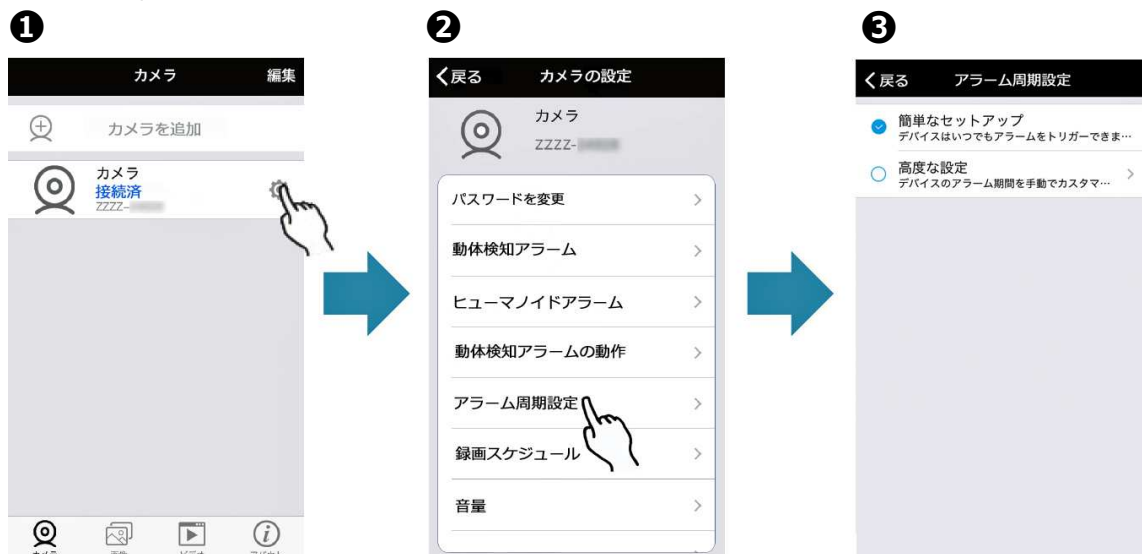 ❶
カメラ 編集
カメラを追加
カメラ
接続済
ZZZZ-
❷
戻る カメラの設定
カメラ
ZZZZ-
パスワードを変更
動体検知アラーム
ヒューマノイドアラーム
動体検知アラームの動作
アラーム周期設定
録画スケジュール
音量
❸
戻る アラーム周期設定
簡単なセットアップ
デバイスはいつでもアラームをトリガーできま…
高度な設定
デバイスのアラーム期間を手動でカスタマ…